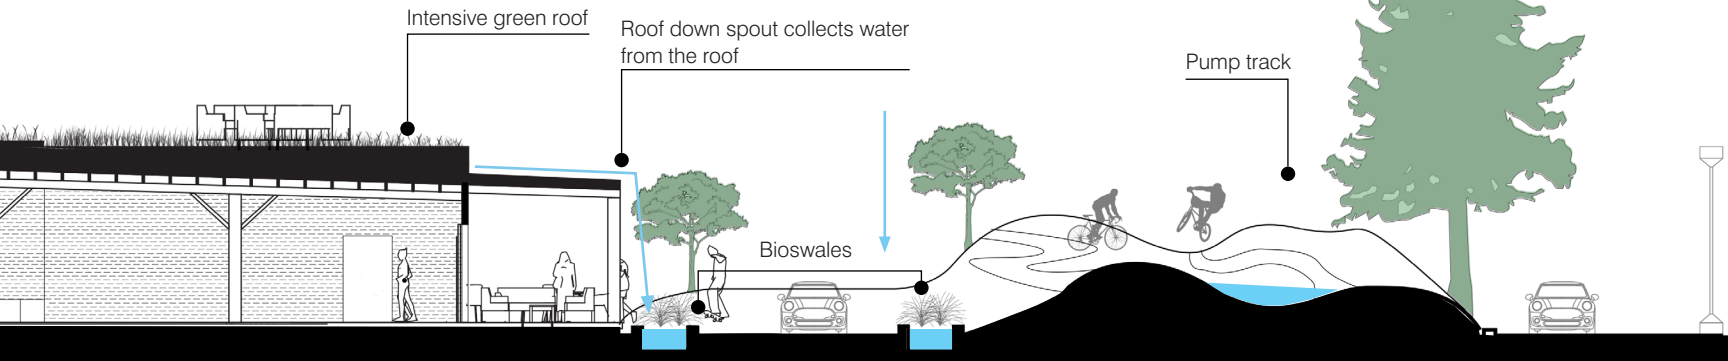 Intensive green roof
Roof down spout collects water
from the roof
Pump track
Bioswales